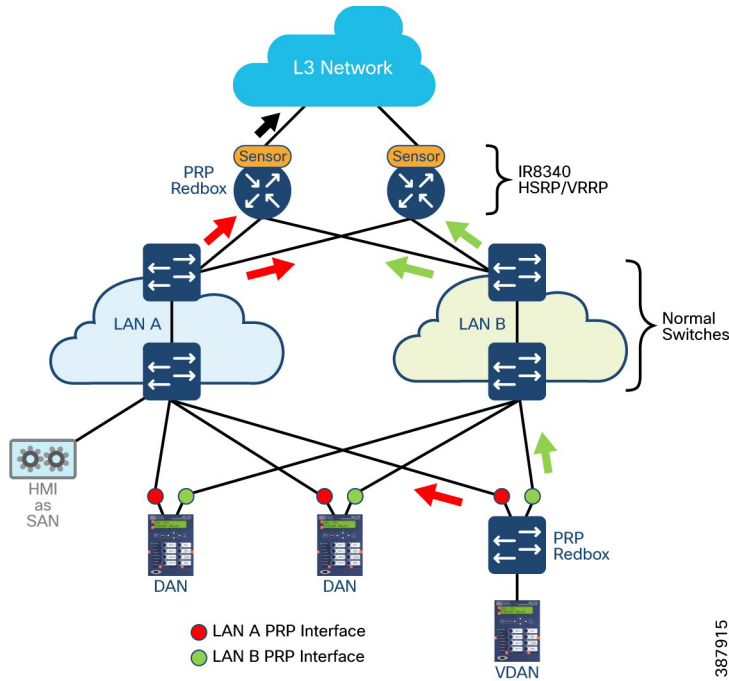 L3 Network
Sensor
Sensor
PRP
Redbox
IR8340
HSRP/VRRP
LAN A
LAN B
Normal
Switches
HMI
as
SAN
DAN
DAN
PRP
Redbox
LAN A PRP Interface
LAN B PRP Interface
VDAN
387915